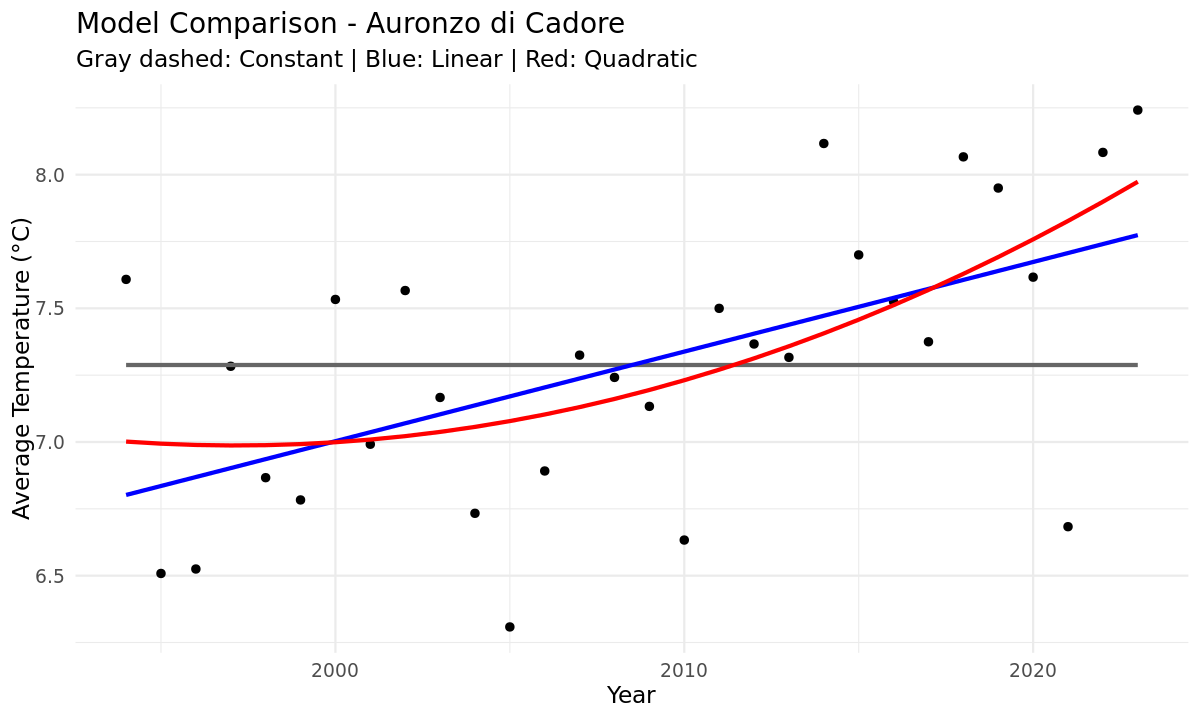 Model Comparison - Auronzo di Cadore
Gray dashed: Constant | Blue: Linear | Red: Quadratic
Average Temperature (°C)
8.0
7.5
7.0
6.5
2000
2010
2020
Year